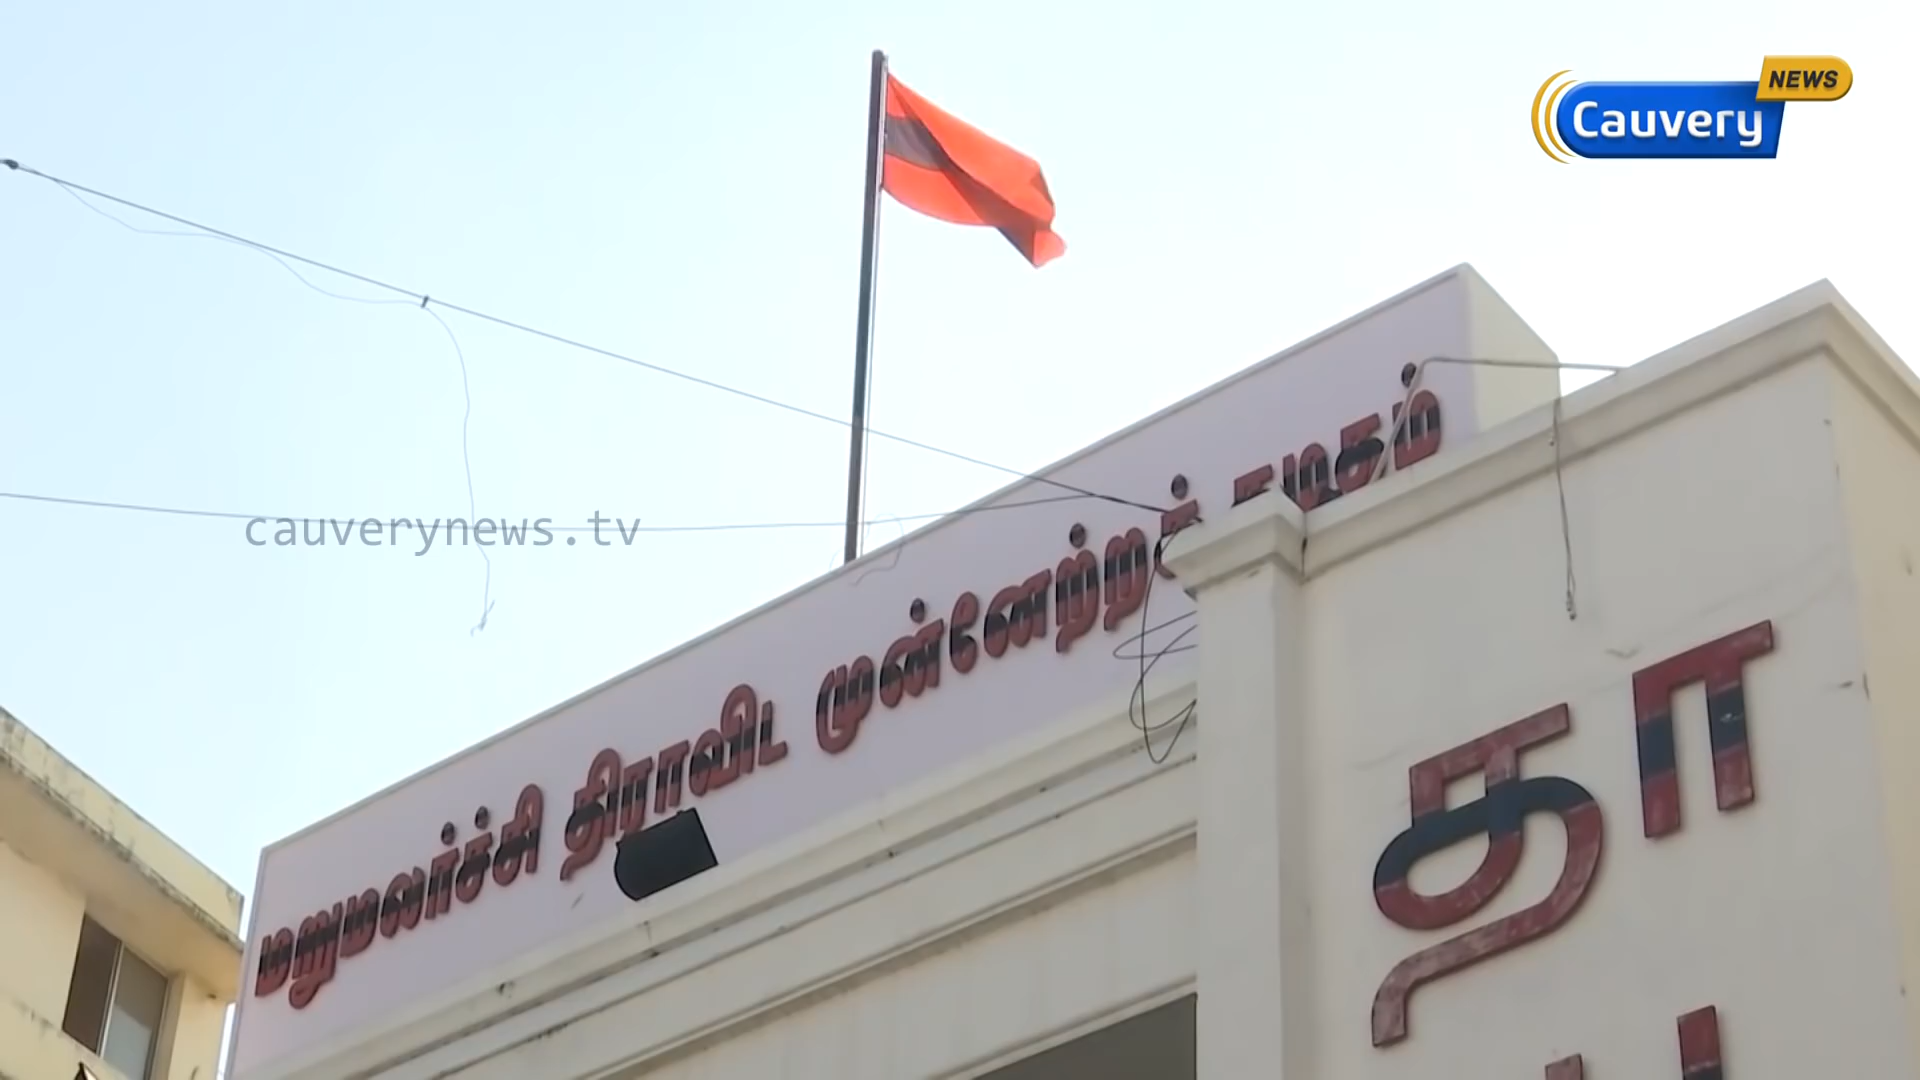 NEWS
Cauvery
cauverynews.tv
மறுமலர்ச்சி திராவிட முன்னேற்றக் கழகம்
தா